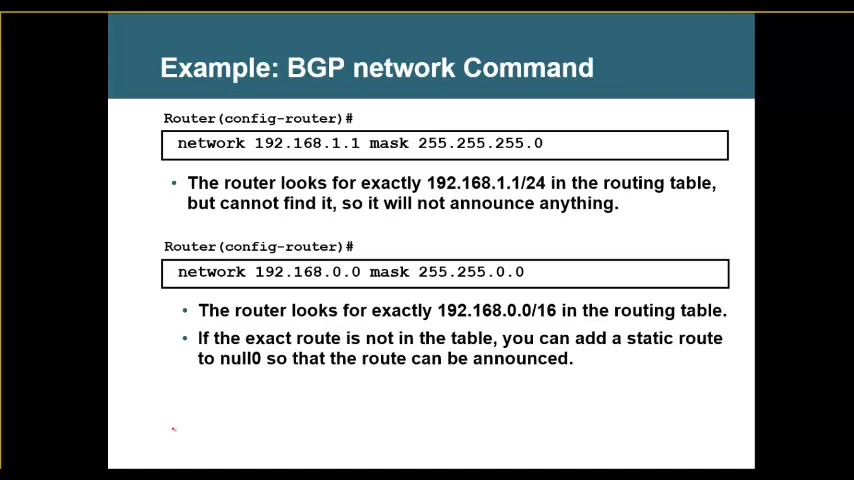 Example: BGP network Command
Router(config-router)#
network 192.168.1.1 mask 255.255.255.0
• The router looks for exactly 192.168.1.1/24 in the routing table,
but cannot find it, so it will not announce anything.
Router(config-router)#
network 192.168.0.0 mask 255.255.0.0
• The router looks for exactly 192.168.0.0/16 in the routing table.
• If the exact route is not in the table, you can add a static route
to null0 so that the route can be announced.